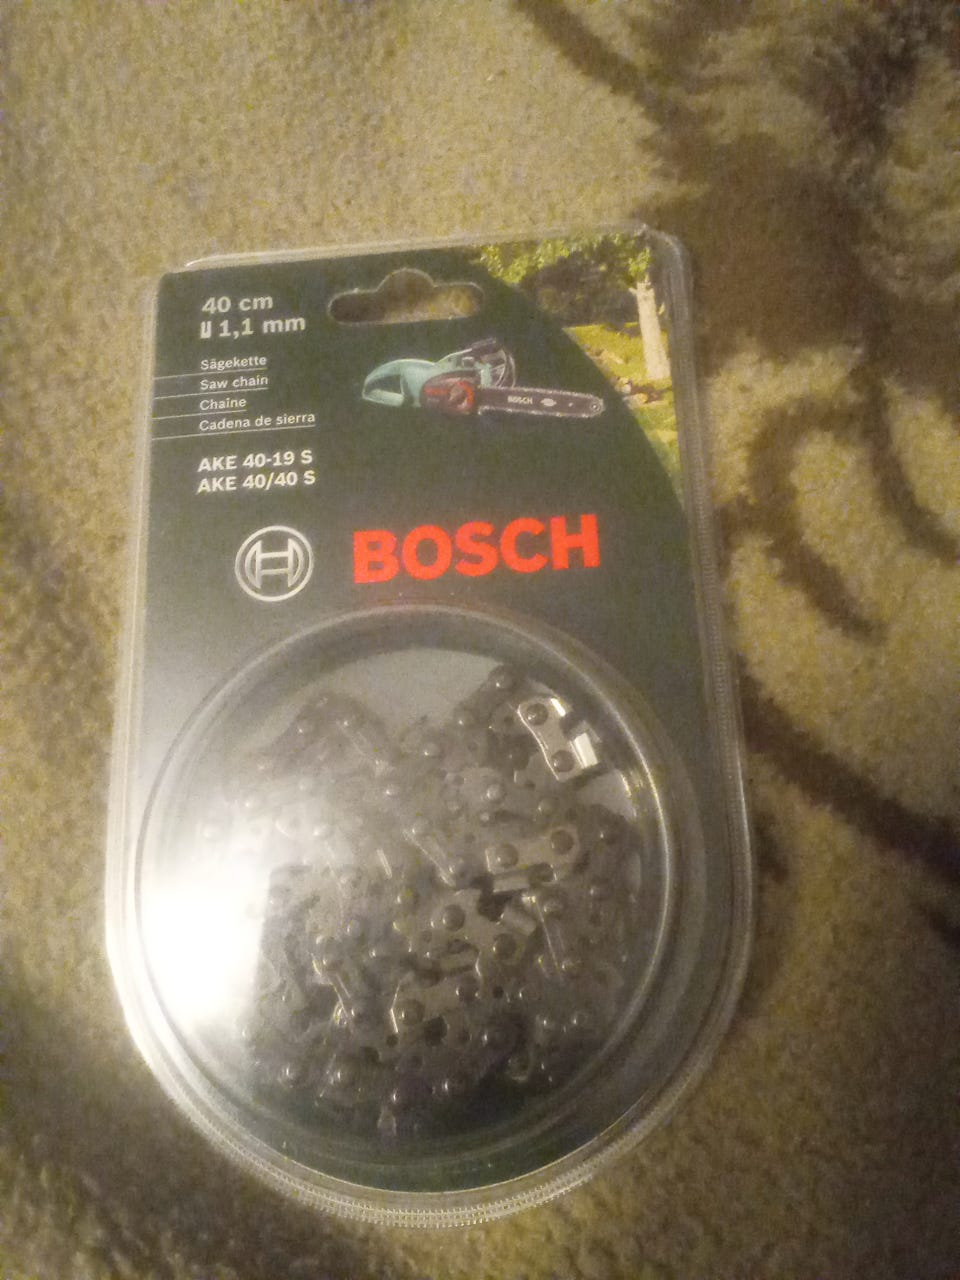 40 cm
1,1 mm
Sägekette
Saw chain
Chaîne
Cadena de sierra
AKE 40-19 S
AKE 40/40 S
BOSCH
BOSCH